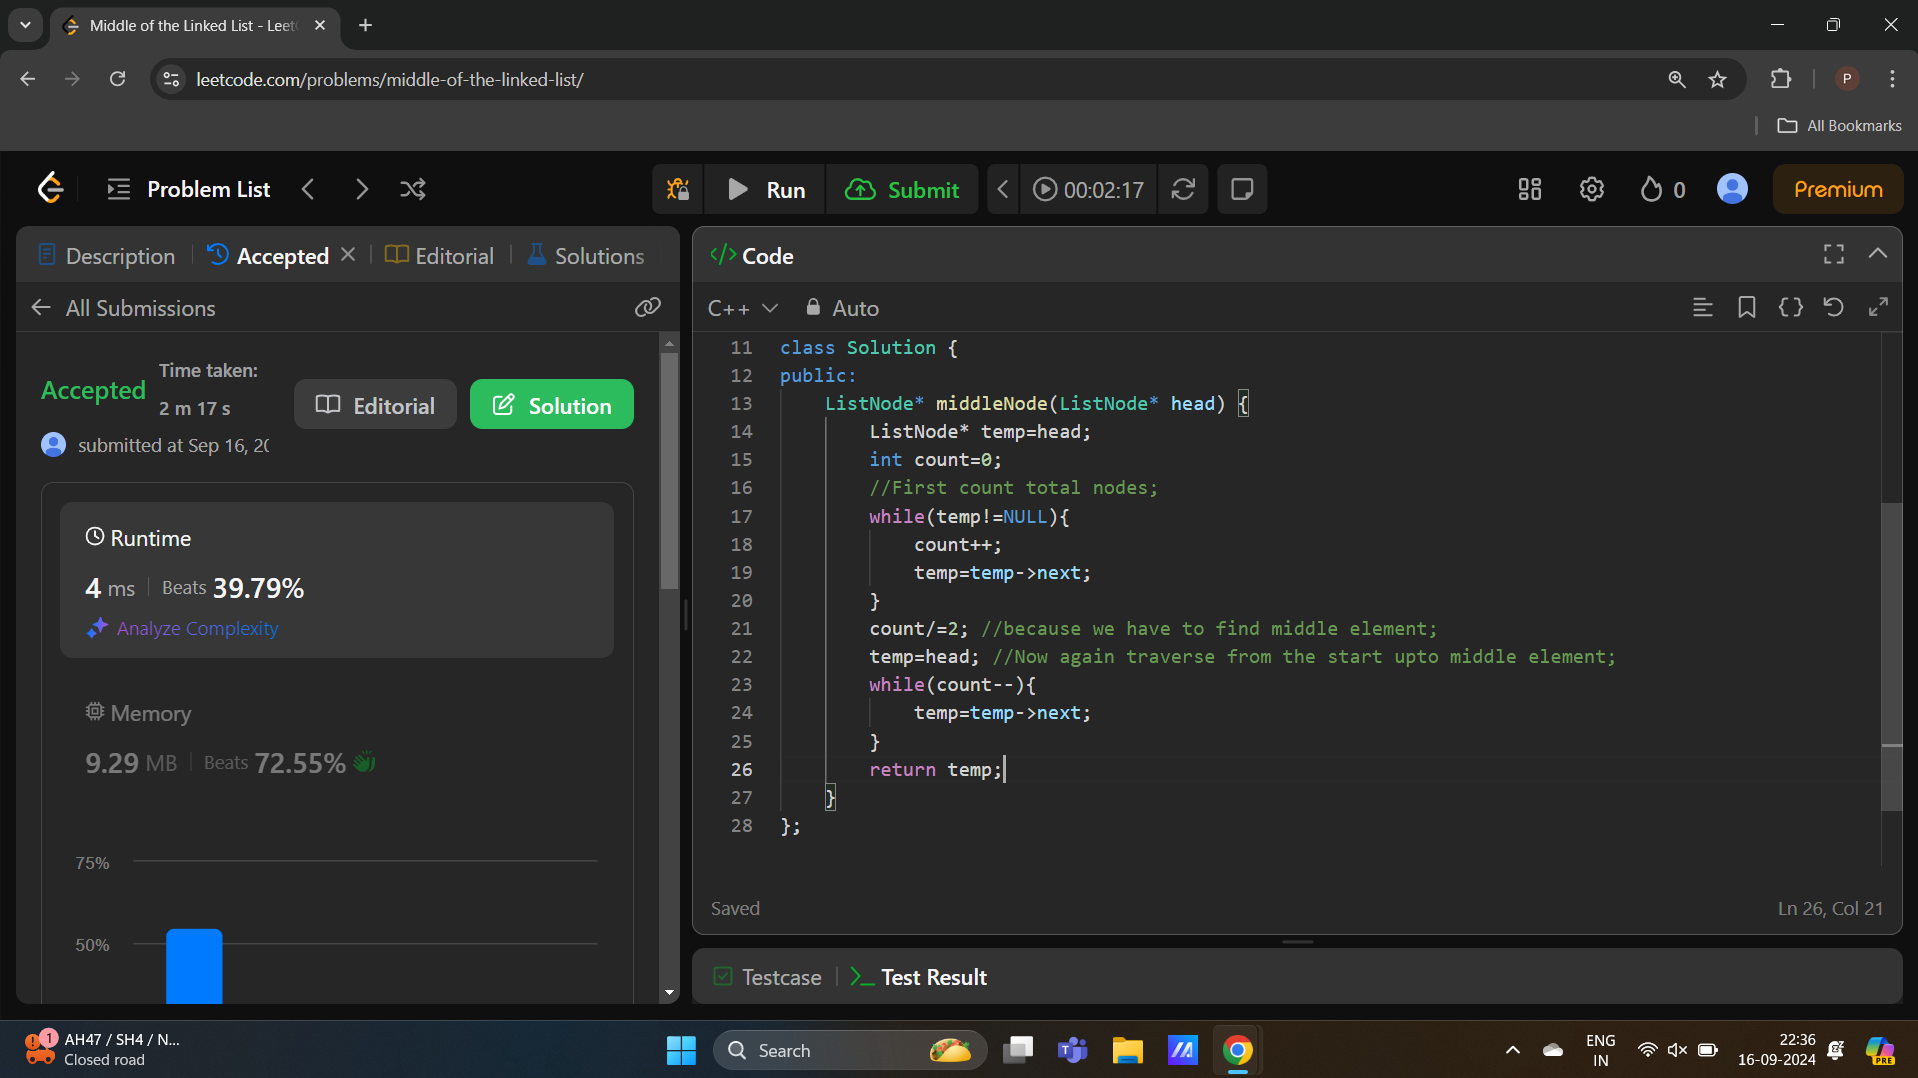 Middle of the Linked List - Leet
leetcode.com/problems/middle-of-the-linked-list/
P
All Bookmarks
Problem List
Run
Submit
00:02:17
0
Premium
Description
Accepted
Editorial
Solutions
All Submissions
Accepted
Time taken:
2 m 17 s
Editorial
Solution
submitted at Sep 16, 20
Runtime
4 ms
Beats 39.79%
Analyze Complexity
Memory
9.29 MB
Beats 72.55%
75%
50%
</> Code
C++
Auto
11 class Solution {
12 public:
13 ListNode* middleNode(ListNode* head) {
14 ListNode* temp=head;
15 int count=0;
16 //First count total nodes;
17 while(temp!=NULL){
18 count++;
19 temp=temp->next;
20 }
21 count/=2; //because we have to find middle element;
22 temp=head; //Now again traverse from the start upto middle element;
23 while(count--){
24 temp=temp->next;
25 }
26 return temp;
27 }
28 };
Saved
Ln 26, Col 21
Testcase
Test Result
1
AH47 / SH4 / N...
Closed road
Search
ENG
IN
22:36
16-09-2024
PRE